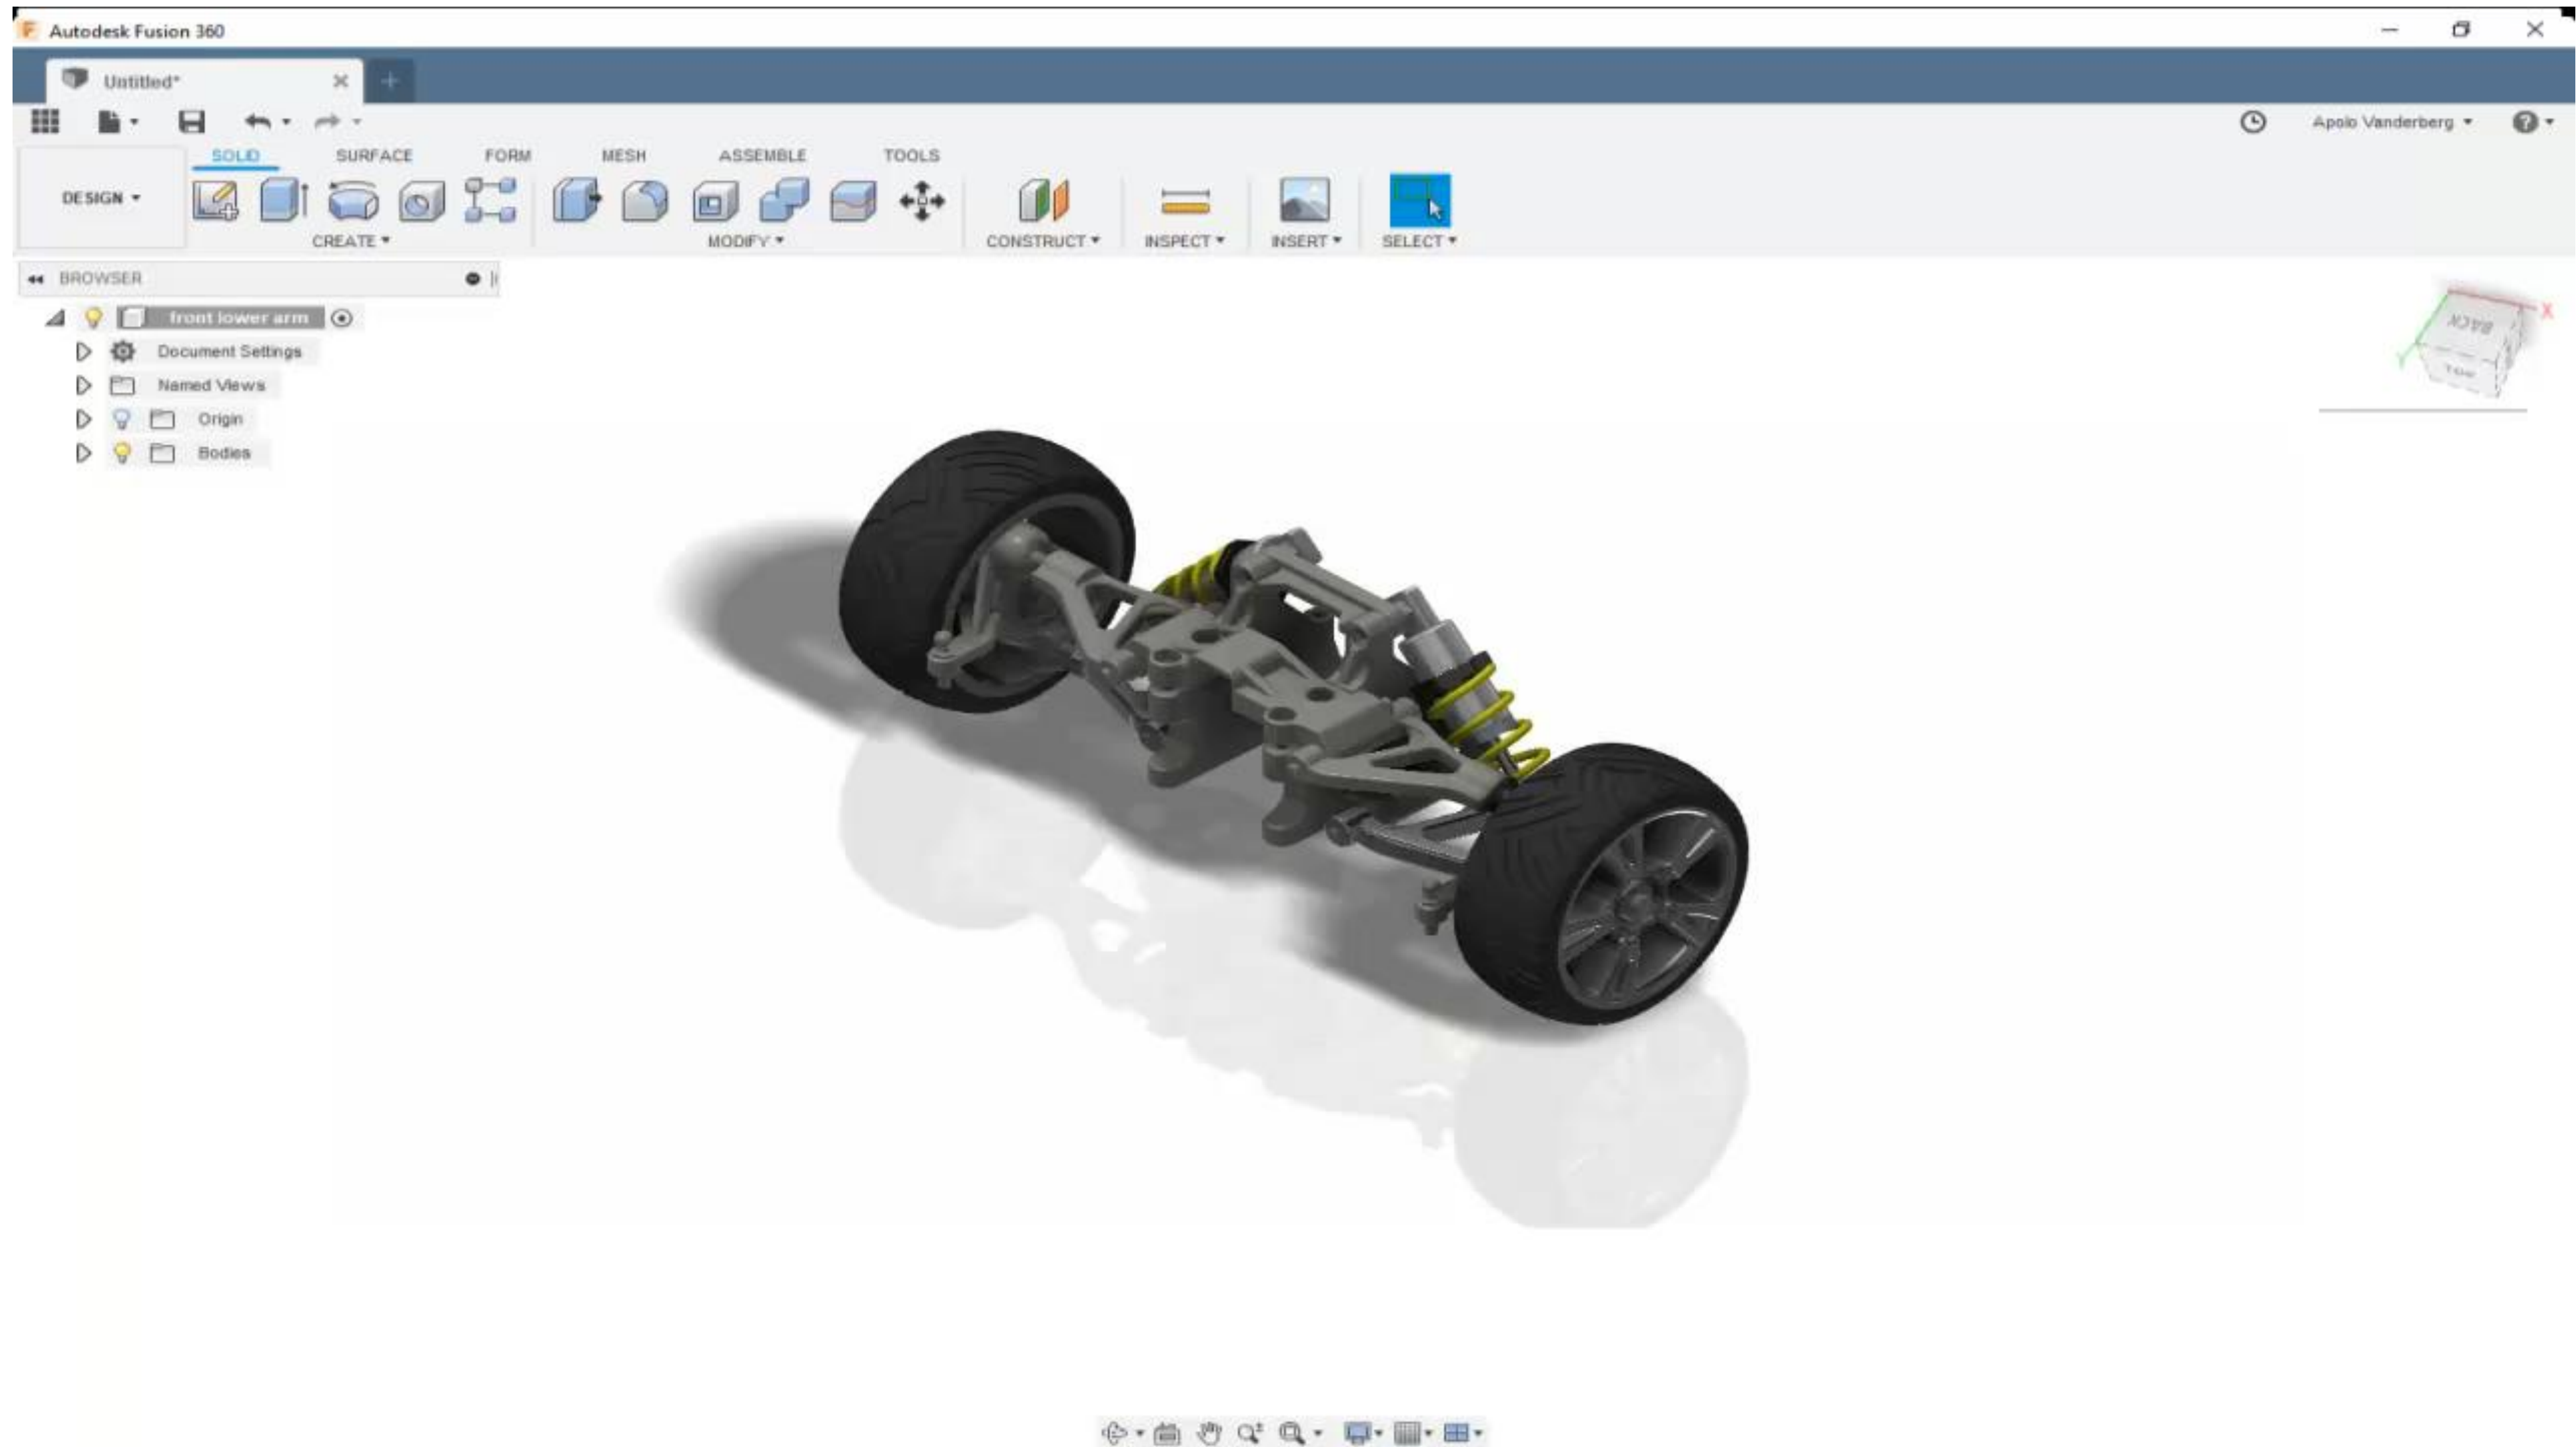 Autodesk Fusion 360
Untitled*
Apolo Vanderberg
SOLID SURFACE FORM MESH ASSEMBLE TOOLS
DESIGN
CREATE MODIFY CONSTRUCT INSPECT INSERT SELECT
BROWSER
front lower arm
Document Settings
Named Views
Origin
Bodies
X
BACK
Y
TOP